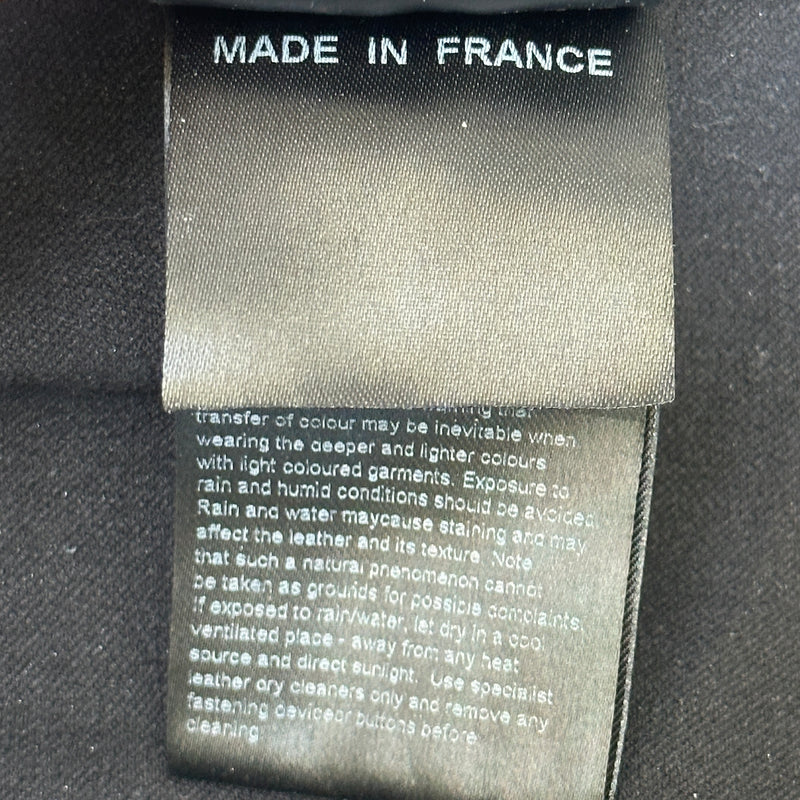 MADE IN FRANCE
that
transfer of colour may be inevitable when
wearing the deeper and lighter colours
with light coloured garments. Exposure to
rain and humid conditions should be avoided.
Rain and water maycause staining and may
affect the leather and its texture. Note
that such a natural phenomenon cannot
be taken as grounds for possible complaints.
If exposed to rain/water, let dry in a cool
ventilated place - away from any heat
source and direct sunlight. Use specialist
leather dry cleaners only and remove any
fastening deviceor buttons before
cleaning.